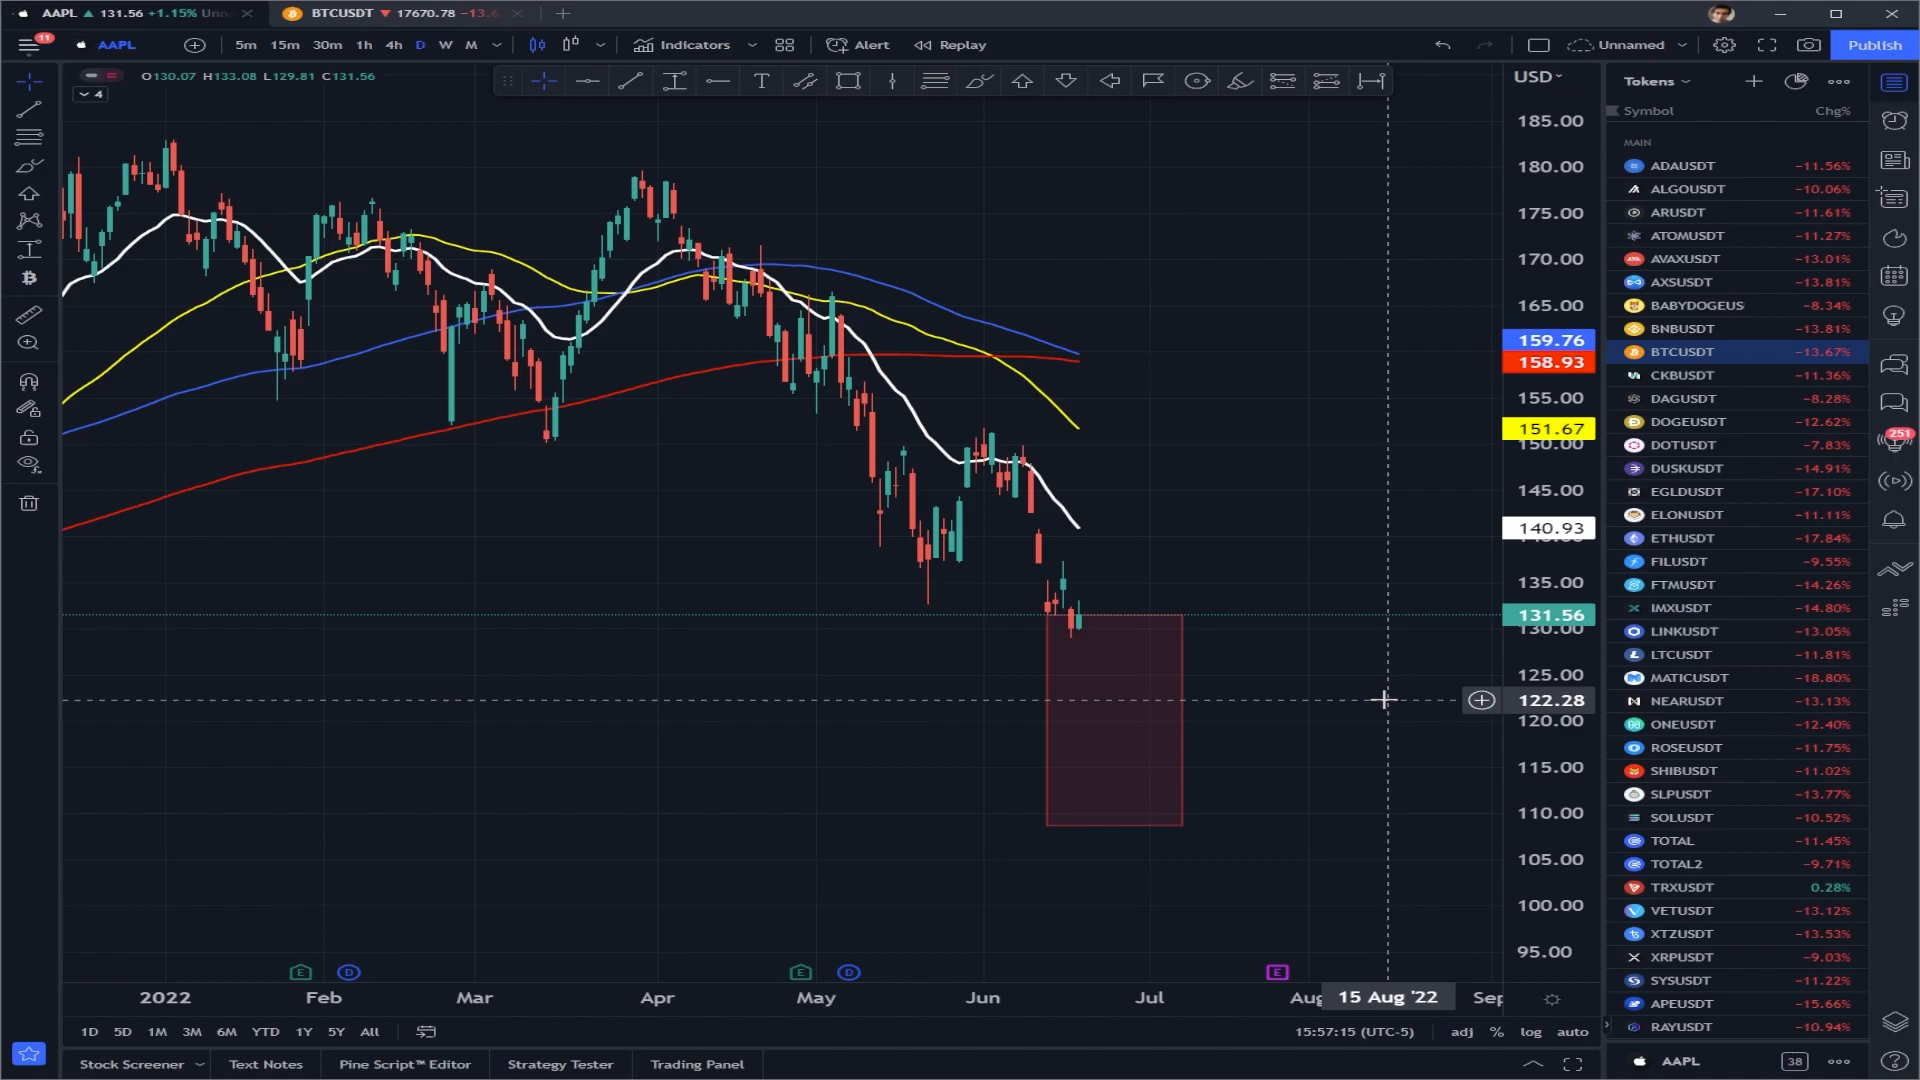 AAPL ▲ 131.56 +1.15% Unn
BTCUSDT ▼ 17670.78 −13.6
11
AAPL
5m 15m 30m 1h 4h D W M
Indicators
Alert
Replay
Unnamed
Publish
O130.07 H133.08 L129.81 C131.56
4
T
USD
185.00
180.00
175.00
170.00
165.00
159.76
158.93
155.00
151.67
150.00
145.00
140.93
135.00
131.56
130.00
125.00
122.28
120.00
115.00
110.00
105.00
100.00
95.00
E D E D E
2022 Feb Mar Apr May Jun Jul Aug 15 Aug '22 Sep
1D 5D 1M 3M 6M YTD 1Y 5Y All
15:57:15 (UTC-5) adj % log auto
Stock Screener Text Notes Pine Script™ Editor Strategy Tester Trading Panel
Tokens
Symbol Chg%
MAIN
ADAUSDT −11.56%
ALGOUSDT −10.06%
ARUSDT −11.61%
ATOMUSDT −11.27%
AVAXUSDT −13.01%
AXSUSDT −13.81%
BABYDOGEUS −8.34%
BNBUSDT −13.81%
BTCUSDT −13.67%
CKBUSDT −11.36%
DAGUSDT −8.28%
DOGEUSDT −12.62%
DOTUSDT −7.83%
DUSKUSDT −14.91%
EGLDUSDT −17.10%
ELONUSDT −11.11%
ETHUSDT −17.84%
FILUSDT −9.55%
FTMUSDT −14.26%
IMXUSDT −14.80%
LINKUSDT −13.05%
LTCUSDT −11.81%
MATICUSDT −18.80%
NEARUSDT −13.13%
ONEUSDT −12.40%
ROSEUSDT −11.75%
SHIBUSDT −11.02%
SLPUSDT −13.77%
SOLUSDT −10.52%
TOTAL −11.45%
TOTAL2 −9.71%
TRXUSDT 0.28%
VETUSDT −13.12%
XTZUSDT −13.53%
XRPUSDT −9.03%
SYSUSDT −11.22%
APEUSDT −15.66%
RAYUSDT −10.94%
AAPL 38
251